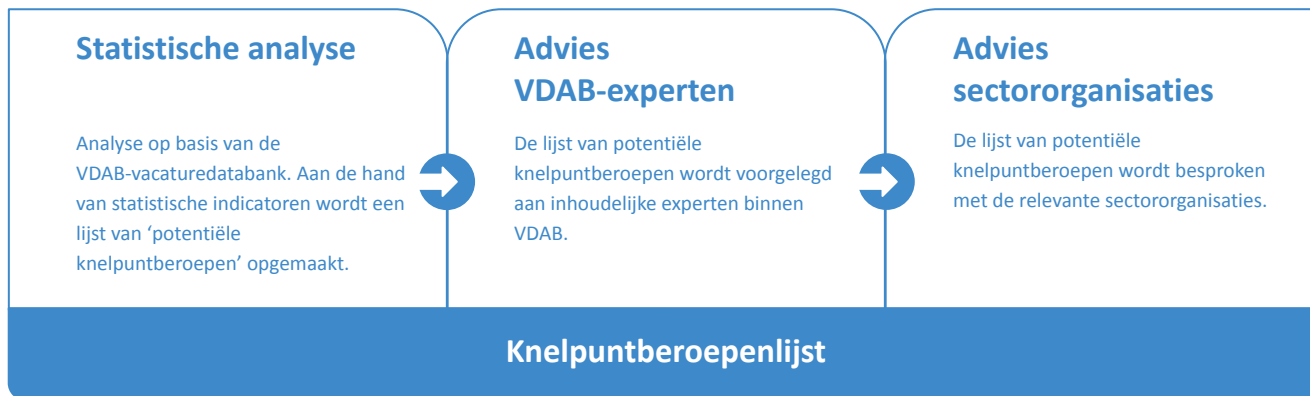 Statistische analyse
Analyse op basis van de
VDAB-vacaturedatabank. Aan de hand
van statistische indicatoren wordt een
lijst van ‘potentiële
knelpuntberoepen’ opgemaakt.
Advies
VDAB-experten
De lijst van potentiële
knelpuntberoepen wordt voorgelegd
aan inhoudelijke experten binnen
VDAB.
Advies
sectororganisaties
De lijst van potentiële
knelpuntberoepen wordt besproken
met de relevante sectororganisaties.
Knelpuntberoepenlijst